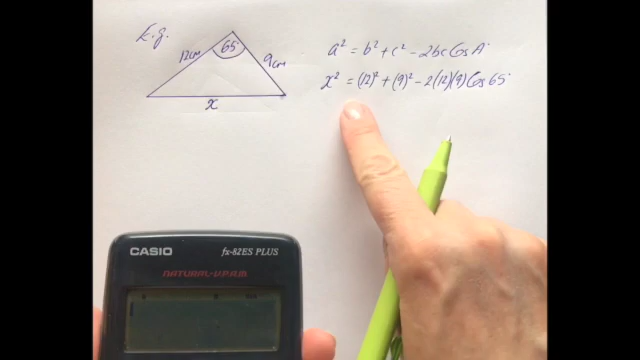 E.g.
12cm
65°
9cm
x
a² = b² + c² - 2bc Cos A°
x² = (12)² + (9)² - 2(12)(9) Cos 65°
CASIO fx-82ES PLUS
NATURAL-V.P.A.M.